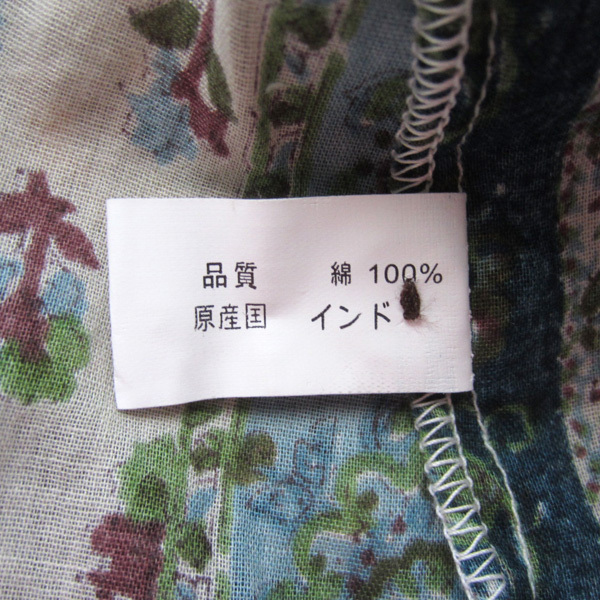 品質 綿 100%
原産国 インド